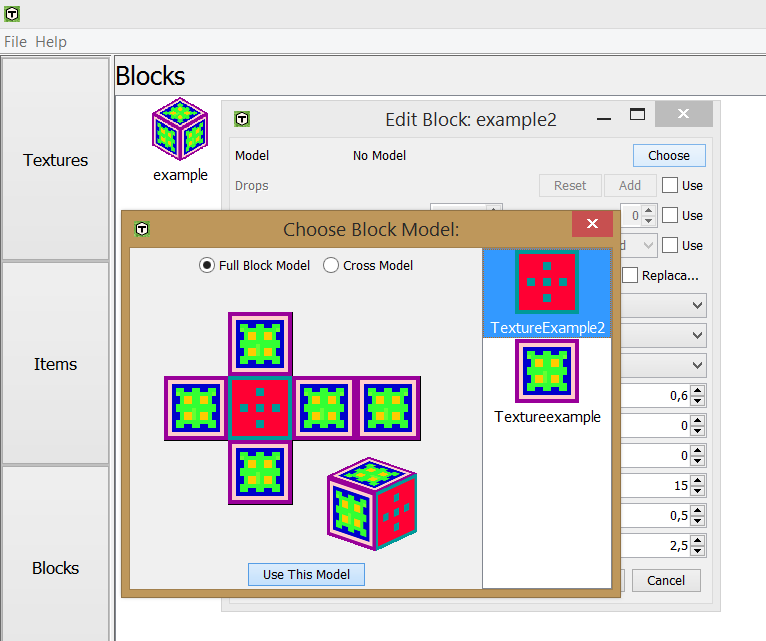 File Help
Textures
Items
Blocks
Blocks
example
Edit Block: example2
Model No Model Choose
Drops Reset Add Use
0 Use
Use
Replaca...
0,6
0
0
15
0,5
2,5
Cancel
Choose Block Model:
Full Block Model Cross Model
TextureExample2
Textureexample
Use This Model